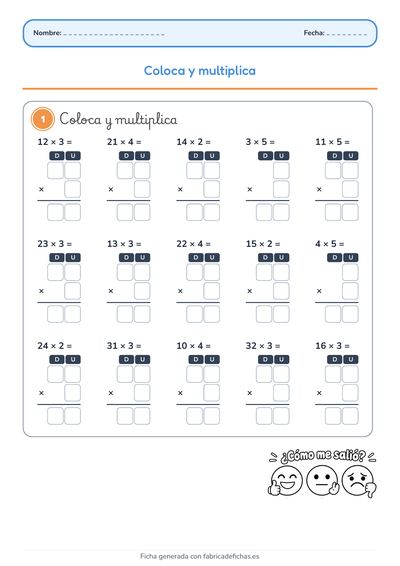 Nombre: Fecha:
Coloca y multiplica
1 Coloca y multiplica
12 × 3 = 21 × 4 = 14 × 2 = 3 × 5 = 11 × 5 =
D U D U D U D U D U
× × × × ×
23 × 3 = 13 × 3 = 22 × 4 = 15 × 2 = 4 × 5 =
D U D U D U D U D U
× × × × ×
24 × 2 = 31 × 3 = 10 × 4 = 32 × 3 = 16 × 3 =
D U D U D U D U D U
× × × × ×
¿Cómo me salió?
Ficha generada con fabricadefichas.es